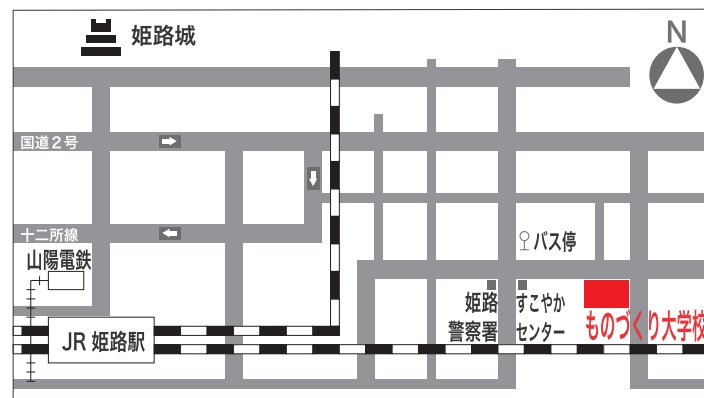 姫路城
N
国道2号
十二所線
山陽電鉄
バス停
姫路
警察署
すこやか
センター
ものづくり大学校
JR 姫路駅